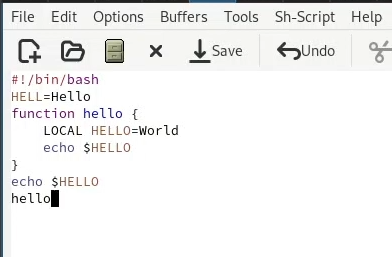 File Edit Options Buffers Tools Sh-Script Help
Save Undo
#!/bin/bash
HELL=Hello
function hello {
    LOCAL HELLO=World
    echo $HELLO
}
echo $HELLO
hello